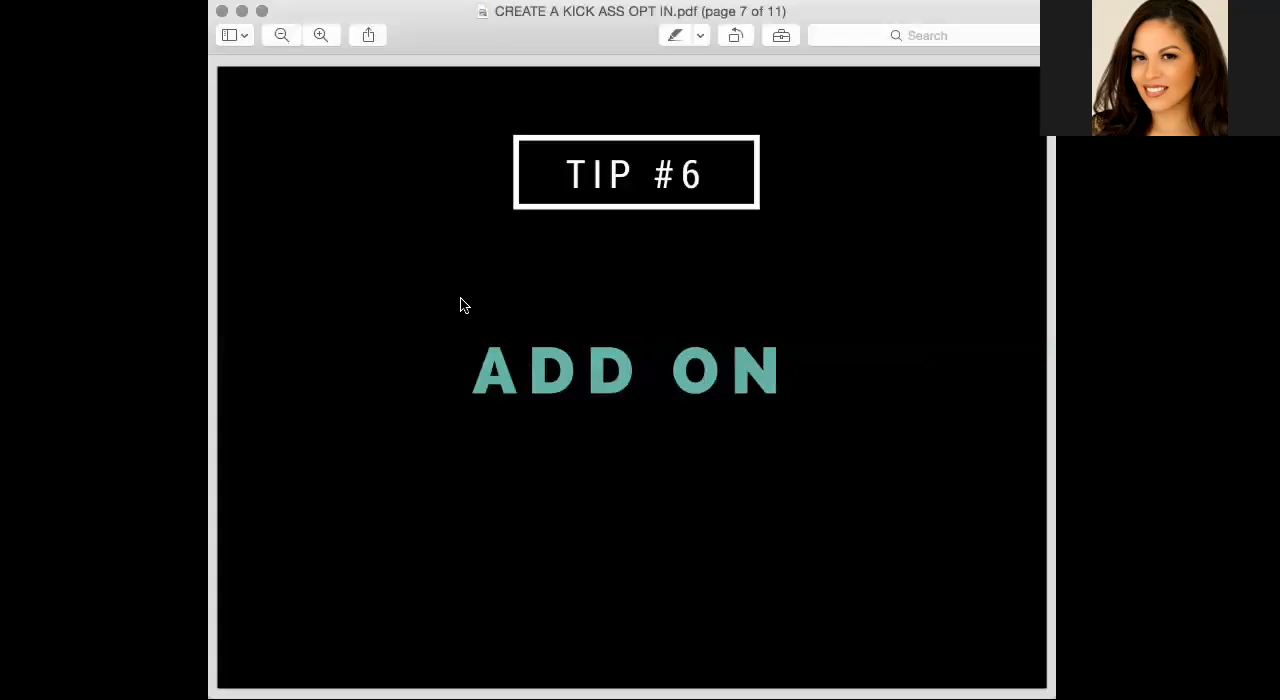 CREATE A KICK ASS OPT IN.pdf (page 7 of 11)
Search
TIP #6
ADD ON